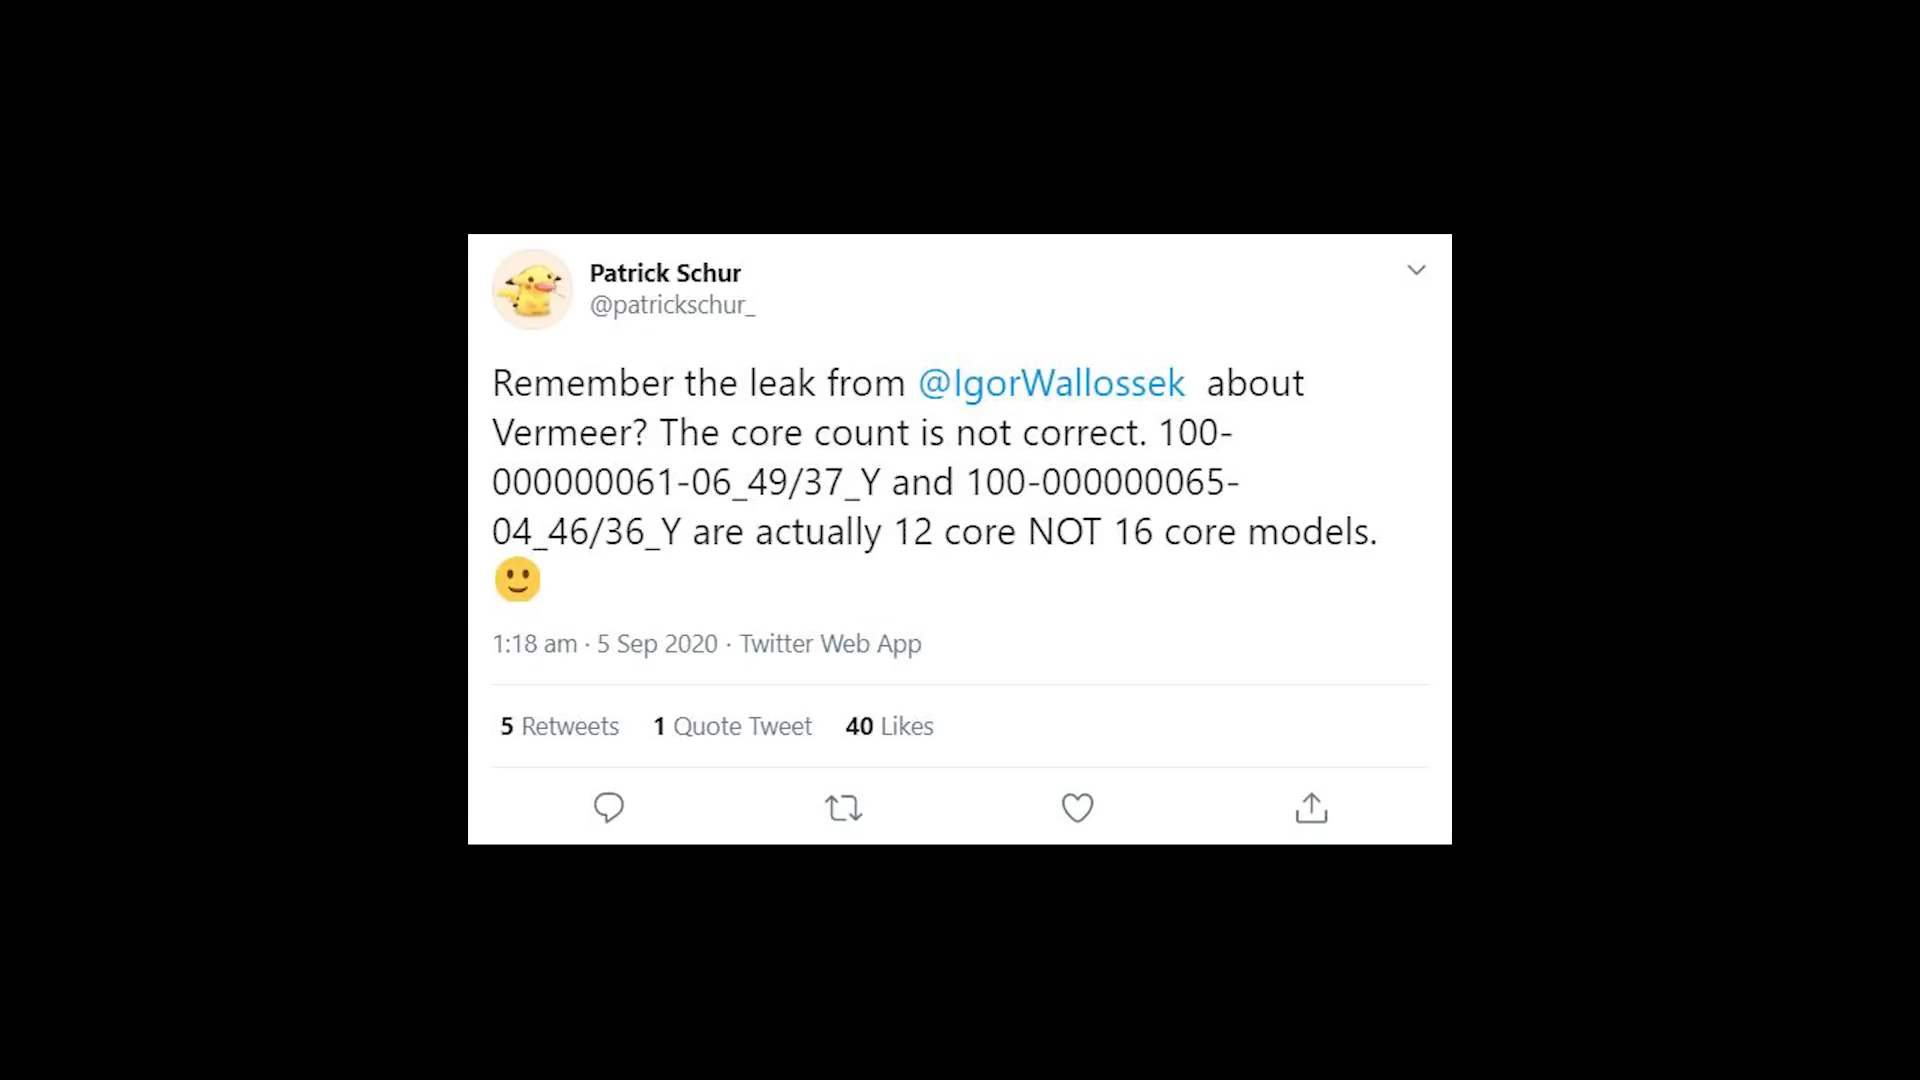 Patrick Schur
@patrickschur_
Remember the leak from @IgorWallossek about
Vermeer? The core count is not correct. 100-
000000061-06_49/37_Y and 100-000000065-
04_46/36_Y are actually 12 core NOT 16 core models.
🙂
1:18 am · 5 Sep 2020 · Twitter Web App
5 Retweets 1 Quote Tweet 40 Likes